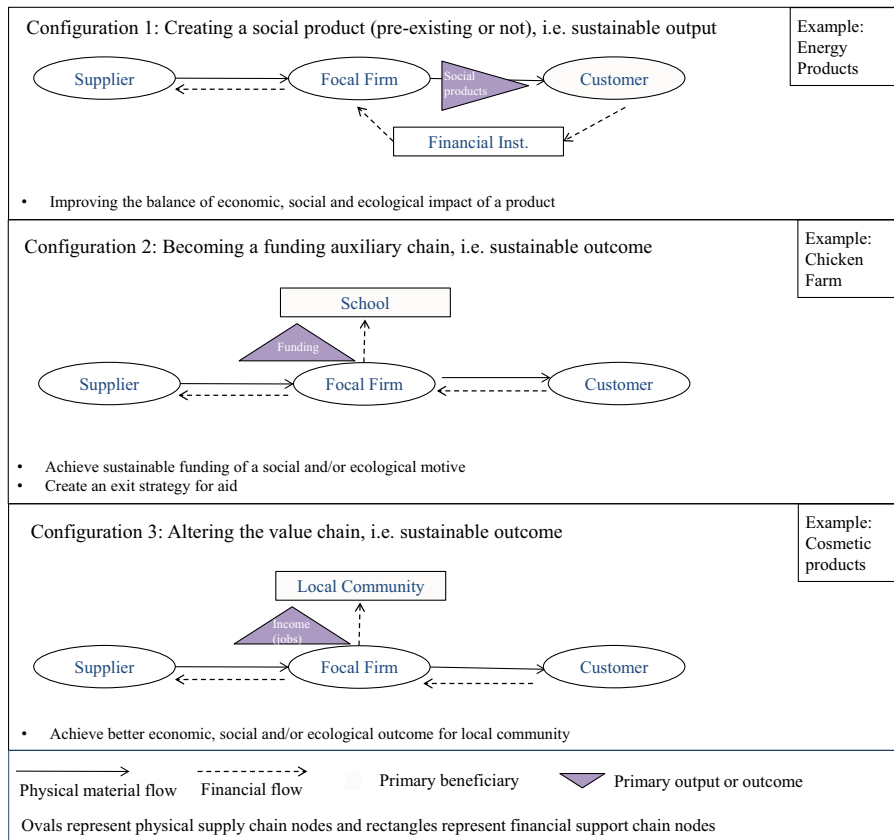 Configuration 1: Creating a social product (pre-existing or not), i.e. sustainable output
Example:
Energy
Products
Supplier
Focal Firm
Social
products
Customer
Financial Inst.
• Improving the balance of economic, social and ecological impact of a product
Configuration 2: Becoming a funding auxiliary chain, i.e. sustainable outcome
Example:
Chicken
Farm
School
Funding
Supplier
Focal Firm
Customer
• Achieve sustainable funding of a social and/or ecological motive
• Create an exit strategy for aid
Configuration 3: Altering the value chain, i.e. sustainable outcome
Example:
Cosmetic
products
Local Community
Income
(jobs)
Supplier
Focal Firm
Customer
• Achieve better economic, social and/or ecological outcome for local community
Physical material flow
Financial flow
Primary beneficiary
Primary output or outcome
Ovals represent physical supply chain nodes and rectangles represent financial support chain nodes